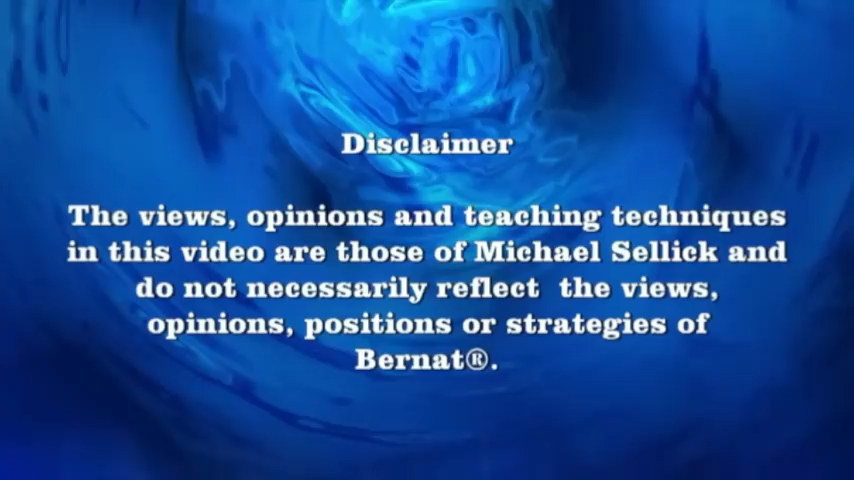 Disclaimer
The views, opinions and teaching techniques
in this video are those of Michael Sellick and
do not necessarily reflect  the views,
opinions, positions or strategies of
Bernat®.